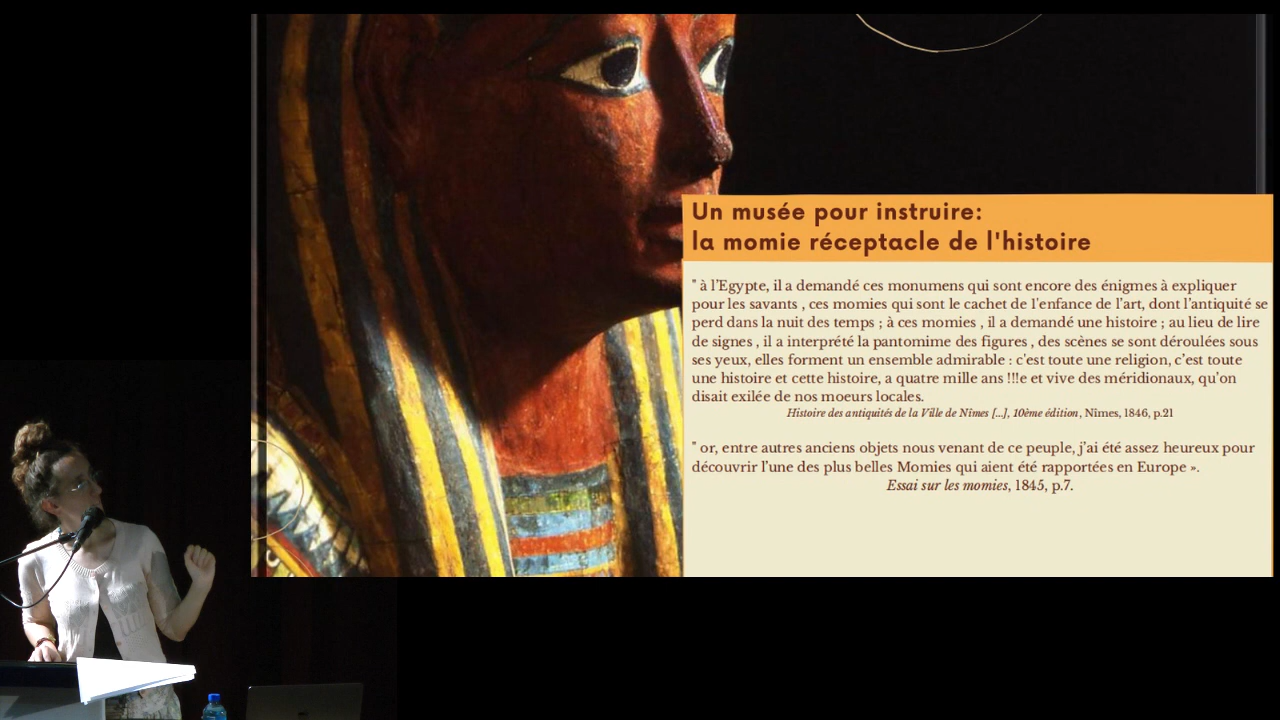 Un musée pour instruire:
la momie réceptacle de l'histoire
" à l'Egypte, il a demandé ces monumens qui sont encore des énigmes à expliquer
pour les savants , ces momies qui sont le cachet de l'enfance de l'art, dont l'antiquité se
perd dans la nuit des temps ; à ces momies , il a demandé une histoire ; au lieu de lire
de signes , il a interprété la pantomime des figures , des scènes se sont déroulées sous
ses yeux, elles forment un ensemble admirable : c'est toute une religion, c'est toute
une histoire et cette histoire, a quatre mille ans !!!e et vive des méridionaux, qu'on
disait exilée de nos moeurs locales.
Histoire des antiquités de la Ville de Nîmes [...], 10ème édition, Nîmes, 1846, p.21
" or, entre autres anciens objets nous venant de ce peuple, j'ai été assez heureux pour
découvrir l'une des plus belles Momies qui aient été rapportées en Europe ».
Essai sur les momies, 1845, p.7.